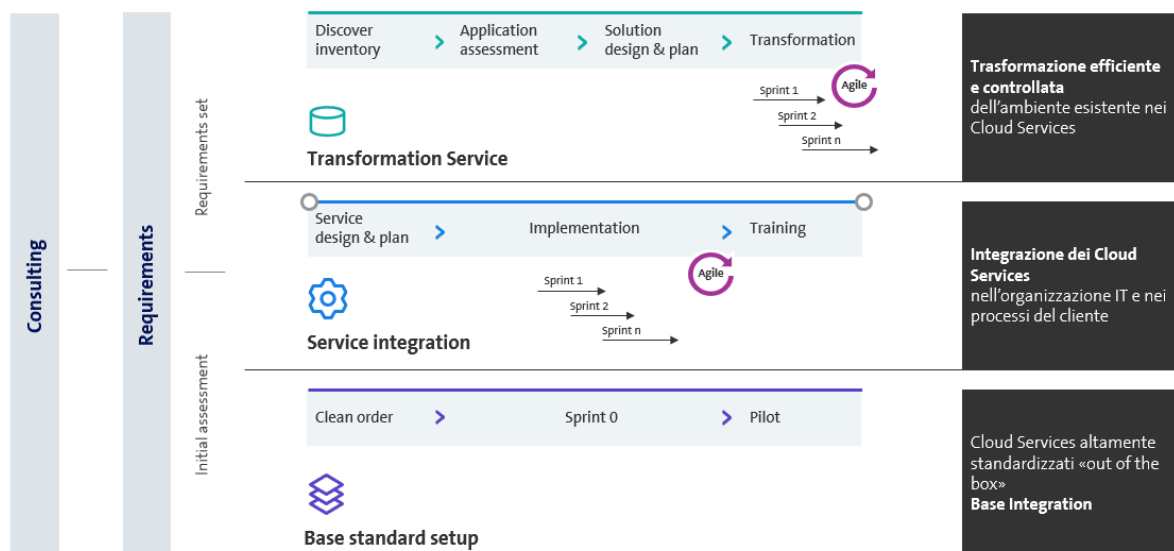 Consulting
Requirements
Requirements set
Initial assessment
Discover
inventory
Application
assessment
Solution
design & plan
Transformation
Agile
Sprint 1
Sprint 2
Sprint n
Transformation Service
Trasformazione efficiente
e controllata
dell'ambiente esistente nei
Cloud Services
Service
design & plan
Implementation
Training
Agile
Sprint 1
Sprint 2
Sprint n
Service integration
Integrazione dei Cloud
Services
nell'organizzazione IT e nei
processi del cliente
Clean order
Sprint 0
Pilot
Base standard setup
Cloud Services altamente
standardizzati «out of the
box»
Base Integration